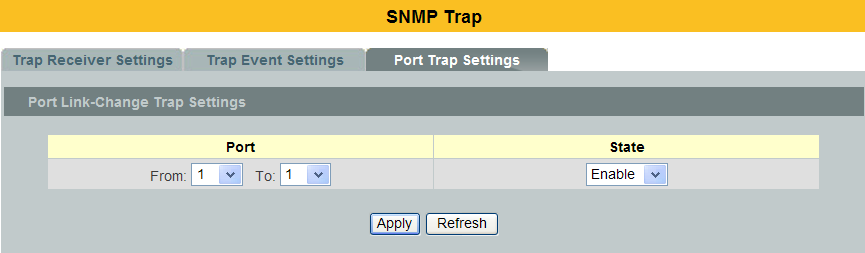 SNMP Trap
Trap Receiver Settings Trap Event Settings Port Trap Settings
Port Link-Change Trap Settings
Port State
From: 1 To: 1 Enable
Apply Refresh